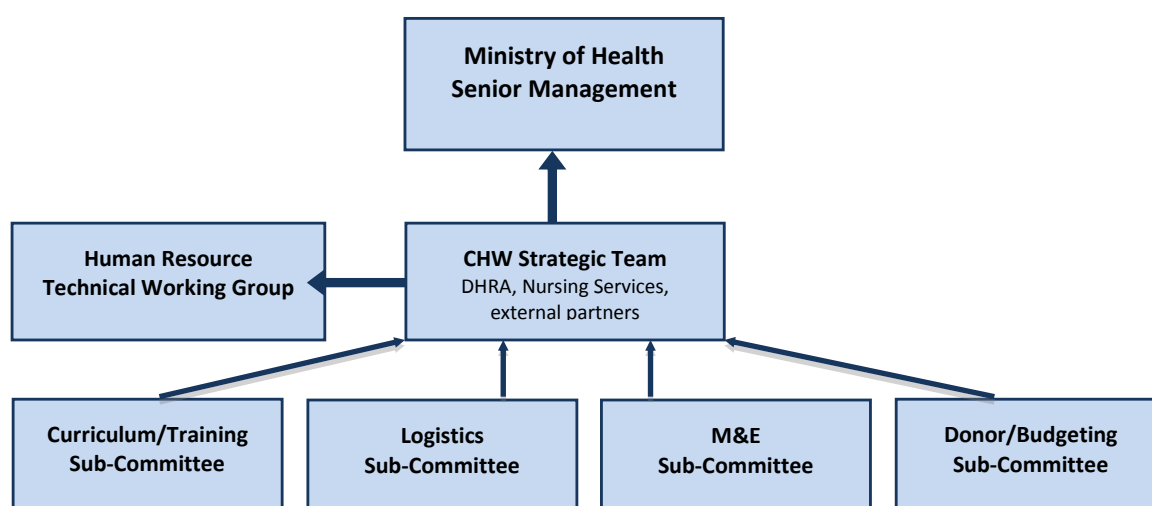 Ministry of Health
Senior Management
Human Resource
Technical Working Group
CHW Strategic Team
DHRA, Nursing Services,
external partners
Curriculum/Training
Sub-Committee
Logistics
Sub-Committee
M&E
Sub-Committee
Donor/Budgeting
Sub-Committee